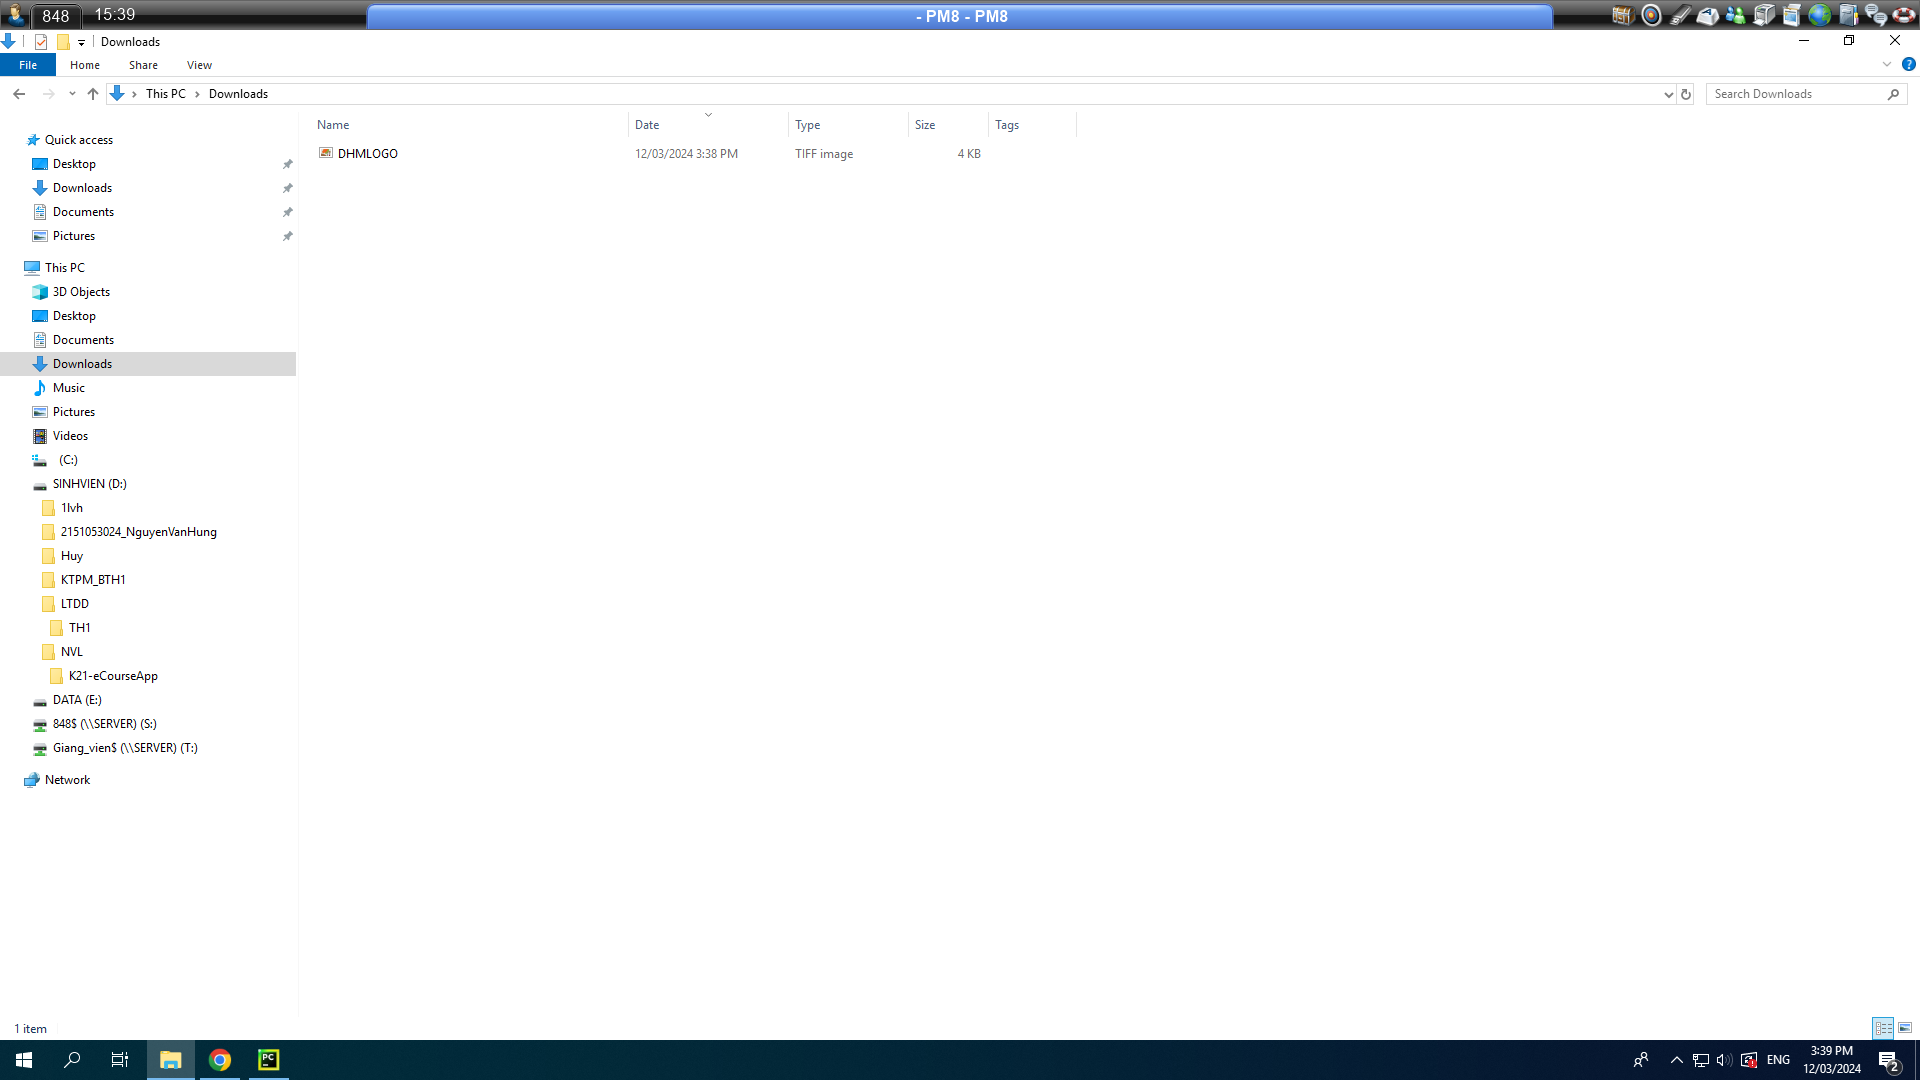 848
15:39
- PM8 - PM8
Downloads
File
Home
Share
View
?
This PC
Downloads
Search Downloads
Name
Date
Type
Size
Tags
DHMLOGO
12/03/2024 3:38 PM
TIFF image
4 KB
Quick access
Desktop
Downloads
Documents
Pictures
This PC
3D Objects
Desktop
Documents
Downloads
Music
Pictures
Videos
(C:)
SINHVIEN (D:)
1lvh
2151053024_NguyenVanHung
Huy
KTPM_BTH1
LTDD
TH1
NVL
K21-eCourseApp
DATA (E:)
848$ (\\SERVER) (S:)
Giang_vien$ (\\SERVER) (T:)
Network
1 item
PC
ENG
3:39 PM
12/03/2024
2